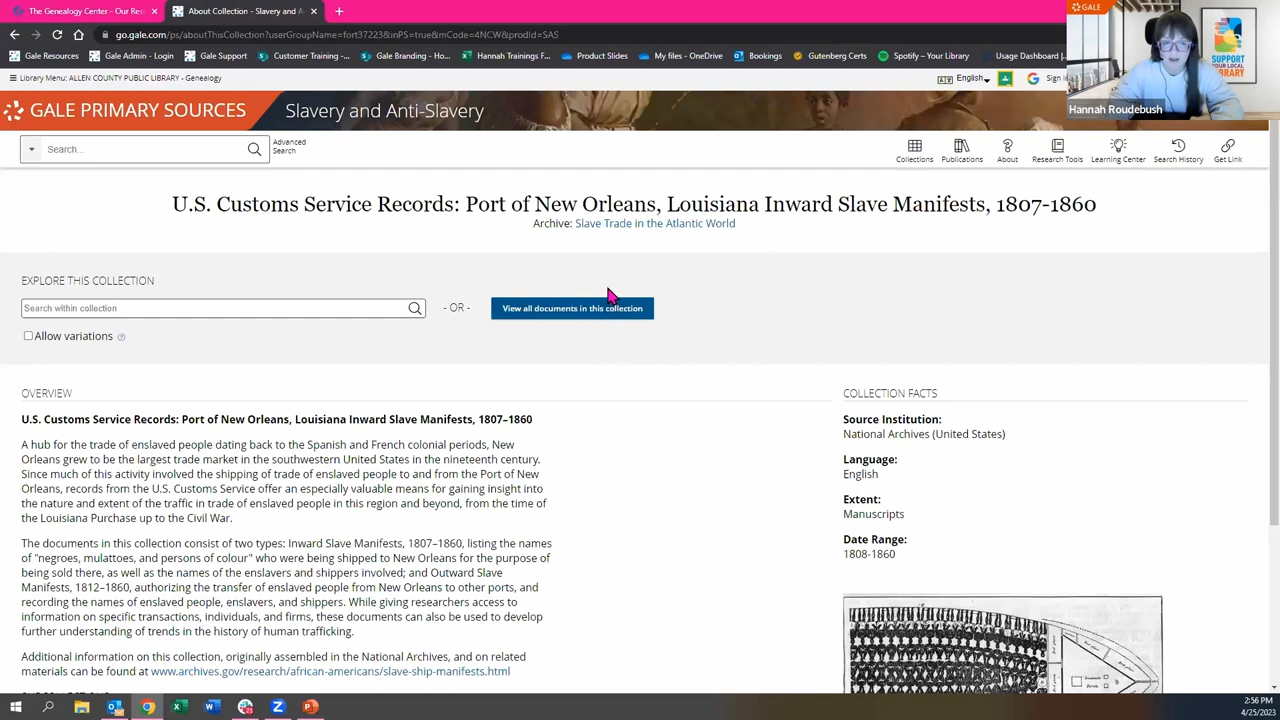 The Genealogy Center - Our Res
About Collection - Slavery and A
go.gale.com/ps/aboutThisCollection?userGroupName=fort37223&inPS=true&mCode=4NCW&prodId=SAS
Gale Resources
Gale Admin - Login
Gale Support
Customer Training -...
Gale Branding - Ho...
Hannah Trainings F...
Product Slides
My files - OneDrive
Bookings
Gutenberg Certs
Spotify – Your Library
Usage Dashboard
GALE
SUPPORT
YOUR LOCAL
LIBRARY
Hannah Roudebush
Library Menu: ALLEN COUNTY PUBLIC LIBRARY - Genealogy
English
Sign i
GALE PRIMARY SOURCES
Slavery and Anti-Slavery
Search...
Advanced
Search
Collections
Publications
About
Research Tools
Learning Center
Search History
Get Link
U.S. Customs Service Records: Port of New Orleans, Louisiana Inward Slave Manifests, 1807-1860
Archive: Slave Trade in the Atlantic World
EXPLORE THIS COLLECTION
Search within collection
- OR -
View all documents in this collection
Allow variations
OVERVIEW
U.S. Customs Service Records: Port of New Orleans, Louisiana Inward Slave Manifests, 1807–1860
A hub for the trade of enslaved people dating back to the Spanish and French colonial periods, New
Orleans grew to be the largest trade market in the southwestern United States in the nineteenth century.
Since much of this activity involved the shipping of trade of enslaved people to and from the Port of New
Orleans, records from the U.S. Customs Service offer an especially valuable means for gaining insight into
the nature and extent of the traffic in trade of enslaved people in this region and beyond, from the time of
the Louisiana Purchase up to the Civil War.
The documents in this collection consist of two types: Inward Slave Manifests, 1807–1860, listing the names
of "negroes, mulattoes, and persons of colour" who were being shipped to New Orleans for the purpose of
being sold there, as well as the names of the enslavers and shippers involved; and Outward Slave
Manifests, 1812–1860, authorizing the transfer of enslaved people from New Orleans to other ports, and
recording the names of enslaved people, enslavers, and shippers. While giving researchers access to
information on specific transactions, individuals, and firms, these documents can also be used to develop
further understanding of trends in the history of human trafficking.
Additional information on this collection, originally assembled in the National Archives, and on related
materials can be found at www.archives.gov/research/african-americans/slave-ship-manifests.html
COLLECTION FACTS
Source Institution:
National Archives (United States)
Language:
English
Extent:
Manuscripts
Date Range:
1808-1860
2:56 PM
4/25/2023